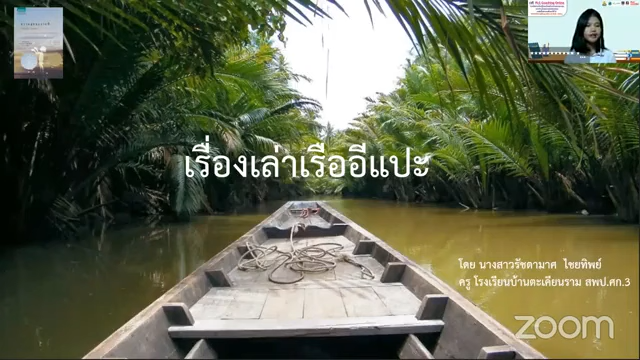 เรื่องเล่าเรืออีแปะ
โดย นางสาวรัชดามาศ ไชยทิพย์
ครู โรงเรียนบ้านตะเคียนราม สพป.ศก.3
zoom